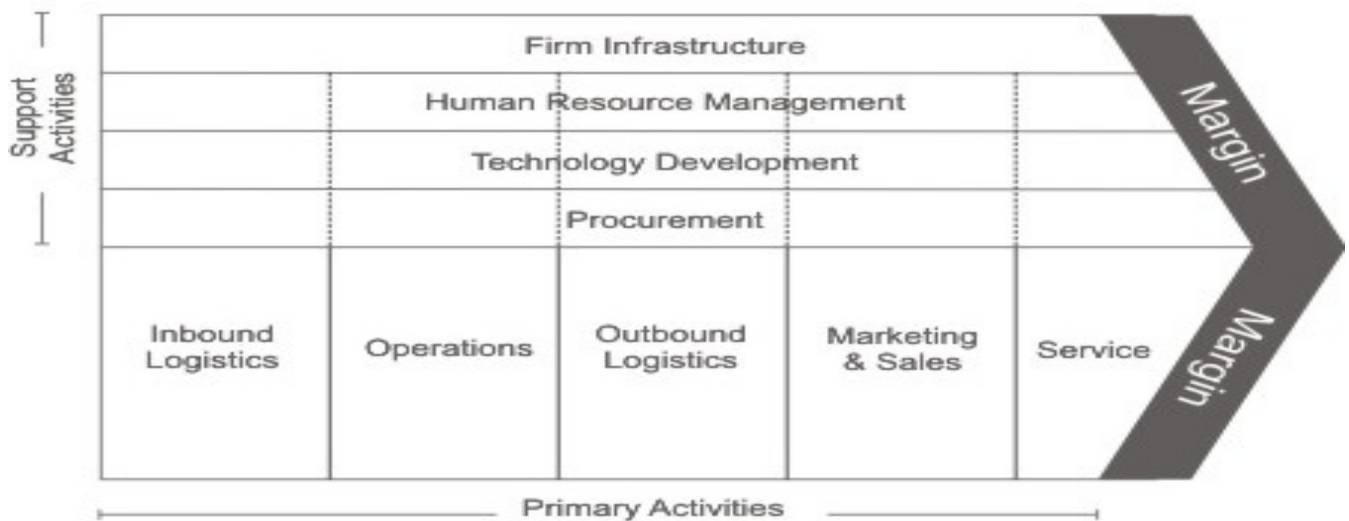 Support
Activities
Firm Infrastructure
Human Resource Management
Technology Development
Procurement
Inbound
Logistics
Operations
Outbound
Logistics
Marketing
& Sales
Service
Margin
Margin
Primary Activities